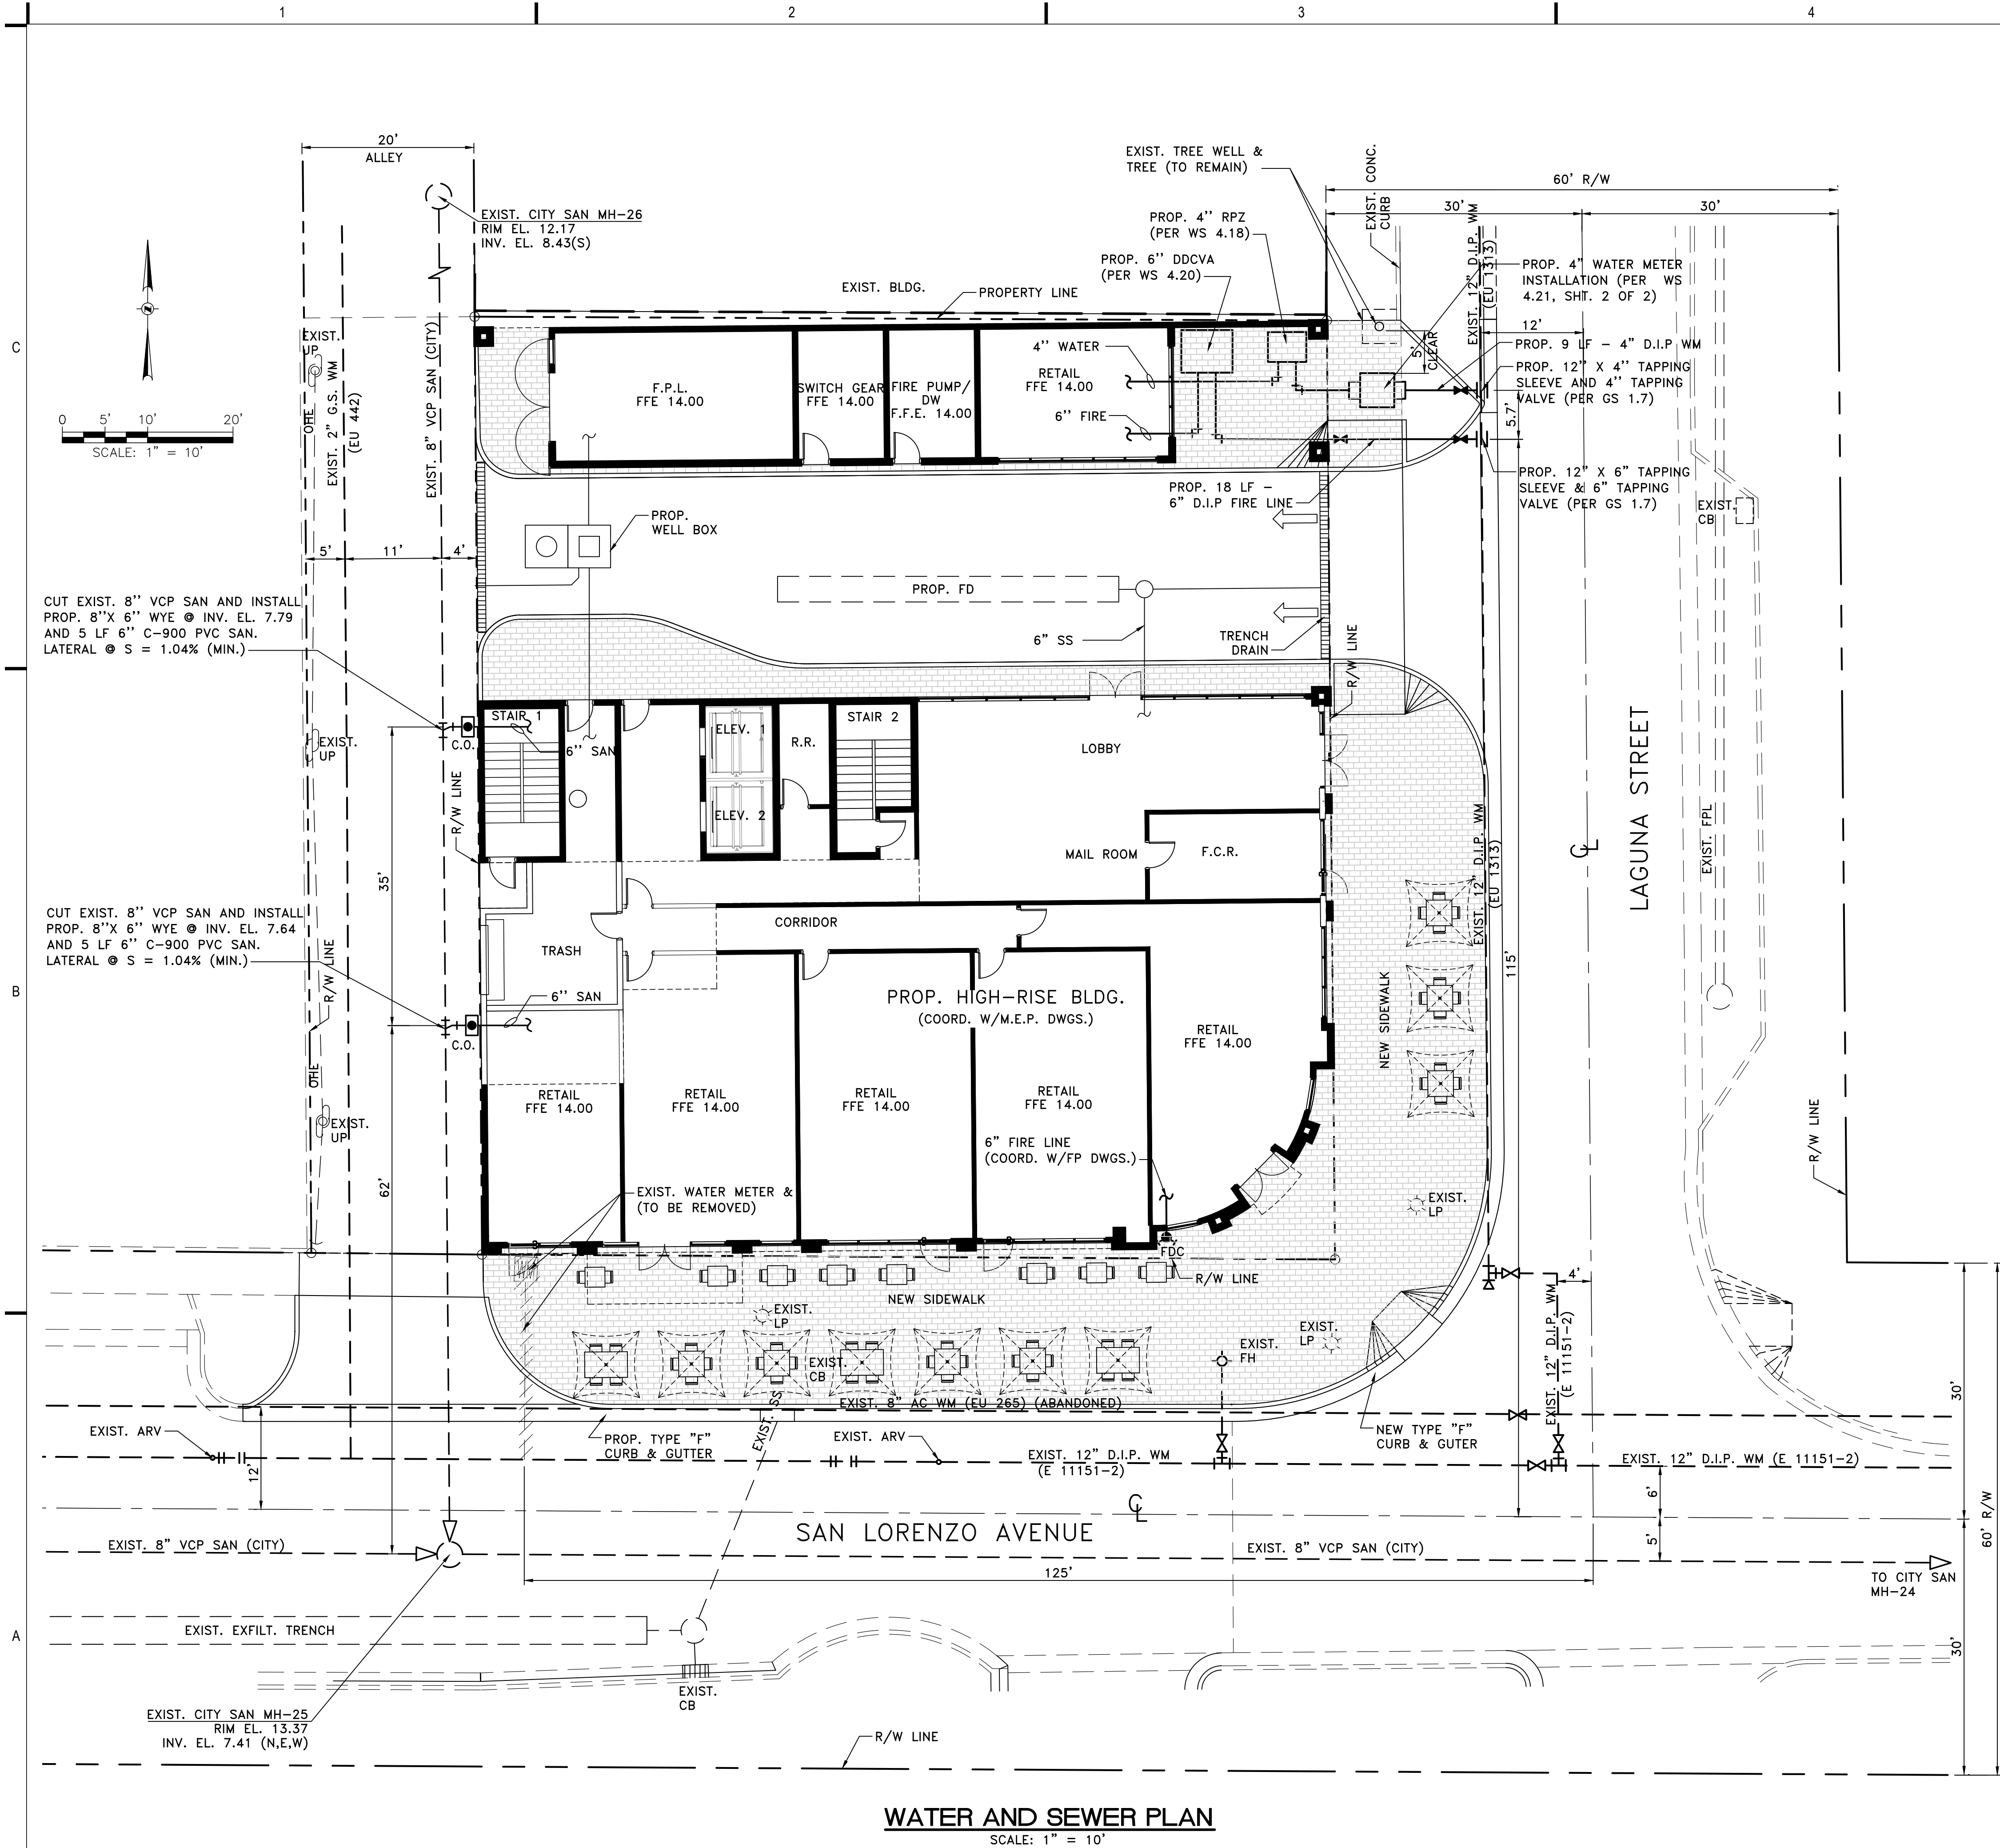 1
2
3
4
C
B
A
20'
ALLEY
EXIST. CITY SAN MH-26
RIM EL. 12.17
INV. EL. 8.43(S)
EXIST. TREE WELL &
TREE (TO REMAIN)
EXIST. CONC.
CURB
60' R/W
30'
30'
PROP. 4'' RPZ
(PER WS 4.18)
PROP. 6'' DDCVA
(PER WS 4.20)
EXIST. 12" D.I.P. WM
(EU 1313)
PROP. 4" WATER METER
INSTALLATION (PER WS
4.21, SHT. 2 OF 2)
EXIST. BLDG.
PROPERTY LINE
12'
PROP. 9 LF - 4" D.I.P WM
PROP. 12'' X 4'' TAPPING
SLEEVE AND 4'' TAPPING
VALVE (PER GS 1.7)
5'
CLEAR
5.7'
PROP. 12" X 6" TAPPING
SLEEVE & 6" TAPPING
VALVE (PER GS 1.7)
EXIST.
CB
EXIST.
UP
OHE
EXIST. 2" G.S. WM
(EU 442)
EXIST. 8" VCP SAN (CITY)
0 5' 10' 20'
SCALE: 1" = 10'
F.P.L.
FFE 14.00
SWITCH GEAR
FFE 14.00
FIRE PUMP/
DW
F.F.E. 14.00
RETAIL
FFE 14.00
4'' WATER
6'' FIRE
PROP. 18 LF -
6" D.I.P FIRE LINE
PROP.
WELL BOX
5'
11'
4'
PROP. FD
6" SS
TRENCH
DRAIN
R/W LINE
CUT EXIST. 8'' VCP SAN AND INSTALL
PROP. 8''X 6'' WYE @ INV. EL. 7.79
AND 5 LF 6'' C-900 PVC SAN.
LATERAL @ S = 1.04% (MIN.)
C.O.
STAIR 1
6'' SAN
ELEV. 1
ELEV. 2
R.R.
STAIR 2
LOBBY
MAIL ROOM
F.C.R.
EXIST.
UP
R/W LINE
35'
LAGUNA STREET
CL
EXIST. FPL
EXIST. 12" D.I.P. WM
(EU 1313)
CUT EXIST. 8'' VCP SAN AND INSTALL
PROP. 8''X 6'' WYE @ INV. EL. 7.64
AND 5 LF 6'' C-900 PVC SAN.
LATERAL @ S = 1.04% (MIN.)
R/W LINE
C.O.
TRASH
CORRIDOR
6'' SAN
PROP. HIGH-RISE BLDG.
(COORD. W/M.E.P. DWGS.)
RETAIL
FFE 14.00
NEW SIDEWALK
115'
OHE
EXIST.
UP
62'
RETAIL
FFE 14.00
RETAIL
FFE 14.00
RETAIL
FFE 14.00
RETAIL
FFE 14.00
6" FIRE LINE
(COORD. W/FP DWGS.)
EXIST. WATER METER &
(TO BE REMOVED)
FDC
R/W LINE
EXIST.
LP
R/W LINE
NEW SIDEWALK
EXIST.
LP
EXIST.
CB
EXIST.
FH
EXIST.
LP
4'
EXIST. 12" D.I.P. WM
(E 11151-2)
EXIST. 8" AC WM (EU 265) (ABANDONED)
EXIST. ARV
12'
PROP. TYPE "F"
CURB & GUTTER
EXIST. SS
EXIST. ARV
EXIST. 12" D.I.P. WM
(E 11151-2)
NEW TYPE "F"
CURB & GUTER
EXIST. 12" D.I.P. WM (E 11151-2)
6'
5'
30'
30'
60' R/W
CL
SAN LORENZO AVENUE
EXIST. 8" VCP SAN (CITY)
EXIST. 8" VCP SAN (CITY)
125'
TO CITY SAN
MH-24
EXIST. EXFILT. TRENCH
EXIST.
CB
EXIST. CITY SAN MH-25
RIM EL. 13.37
INV. EL. 7.41 (N,E,W)
R/W LINE
WATER AND SEWER PLAN
SCALE: 1" = 10'